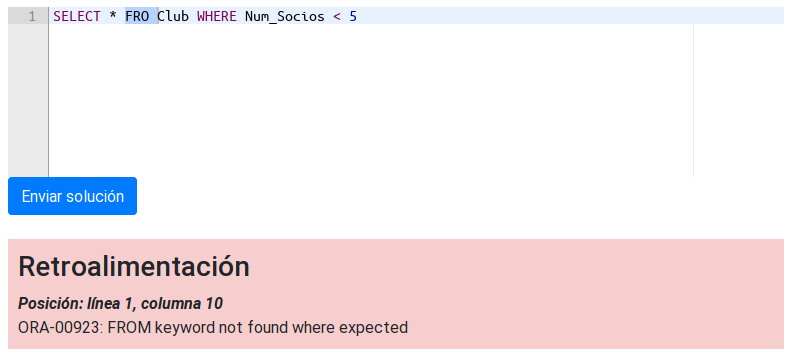 1 SELECT * FRO Club WHERE Num_Socios < 5
Enviar solución
Retroalimentación
Posición: línea 1, columna 10
ORA-00923: FROM keyword not found where expected